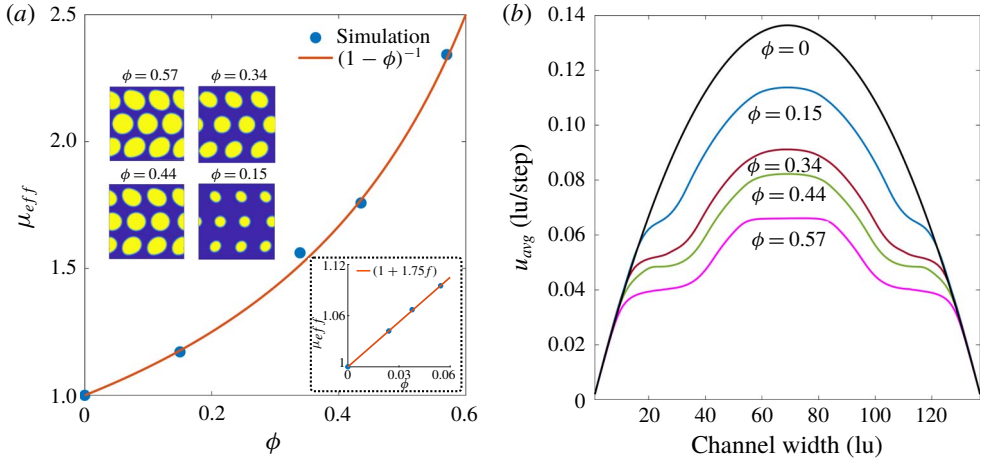 (a)
2.5
2.0
1.5
1.0
0
0.2
0.4
0.6
μeff
ϕ
Simulation
(1 − ϕ)⁻¹
ϕ = 0.57
ϕ = 0.34
ϕ = 0.44
ϕ = 0.15
1.12
1.06
1
0
0.03
0.06
μeff
ϕ
(1 + 1.75f)
(b)
0.14
0.12
0.10
0.08
0.06
0.04
0.02
0
20
40
60
80
100
120
uavg (lu/step)
Channel width (lu)
ϕ = 0
ϕ = 0.15
ϕ = 0.34
ϕ = 0.44
ϕ = 0.57